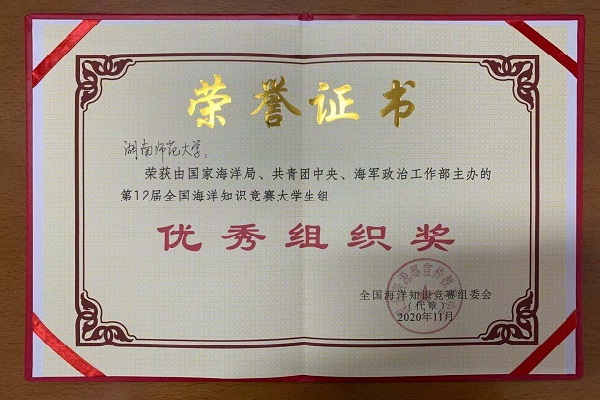 荣誉证书
湖南师范大学：
荣获由国家海洋局、共青团中央、海军政治工作部主办的
第12届全国海洋知识竞赛大学生组
优秀组织奖
全国海洋知识竞赛组委会
（代章）
2020年11月